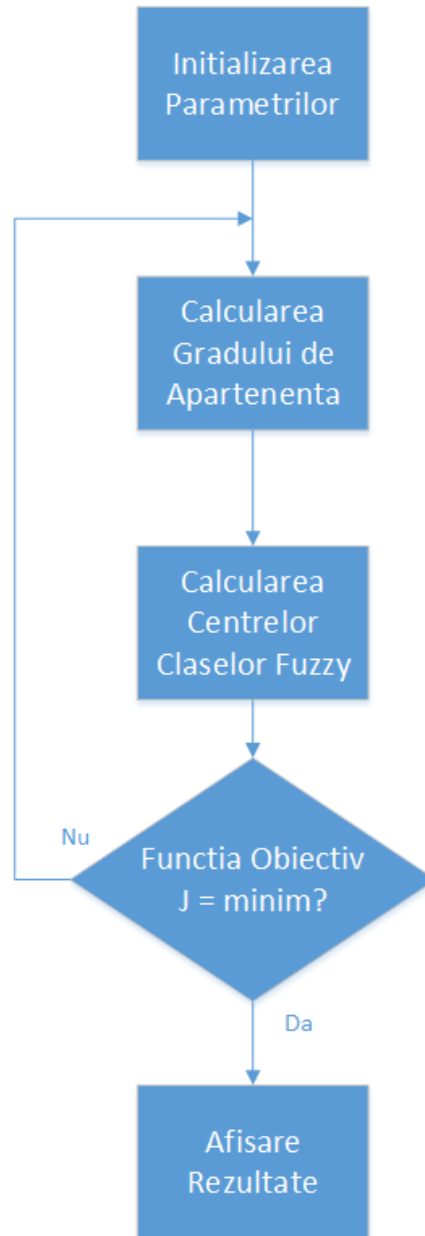 Initializarea
Parametrilor
Calcularea
Gradului de
Apartenenta
Calcularea
Centrelor
Claselor Fuzzy
Nu
Functia Obiectiv
J = minim?
Da
Afisare
Rezultate